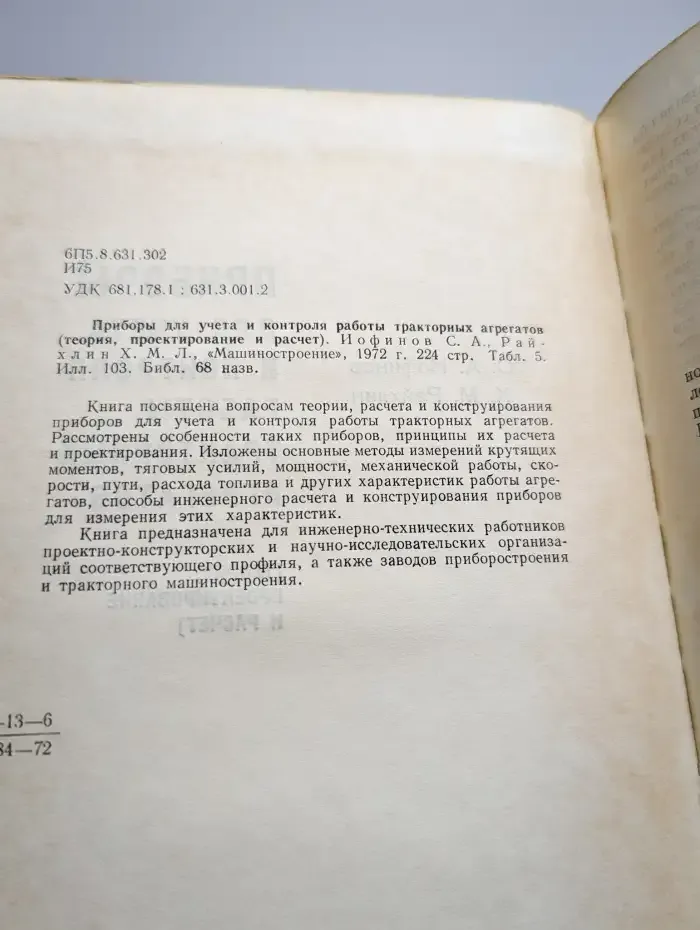 6П5.8.631.302
И75
УДК 681.178.1 : 631.3.001.2
Приборы для учета и контроля работы тракторных агрегатов
(теория, проектирование и расчет). Иофинов С. А., Рай-
хлин Х. М. Л., «Машиностроение», 1972 г. 224 стр. Табл. 5.
Илл. 103. Библ. 68 назв.
Книга посвящена вопросам теории, расчета и конструирования
приборов для учета и контроля работы тракторных агрегатов.
Рассмотрены особенности таких приборов, принципы их расчета
и проектирования. Изложены основные методы измерений крутящих
моментов, тяговых усилий, мощности, механической работы, ско-
рости, пути, расхода топлива и других характеристик работы агре-
гатов, способы инженерного расчета и конструирования приборов
для измерения этих характеристик.
Книга предназначена для инженерно-технических работников
проектно-конструкторских и научно-исследовательских организа-
ций соответствующего профиля, а также заводов приборостроения
и тракторного машиностроения.
-13—6
84—72